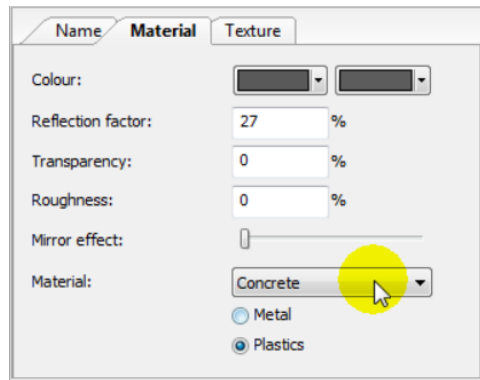 Name Material Texture
Colour:
Reflection factor: 27 %
Transparency: 0 %
Roughness: 0 %
Mirror effect:
Material: Concrete
Metal
Plastics